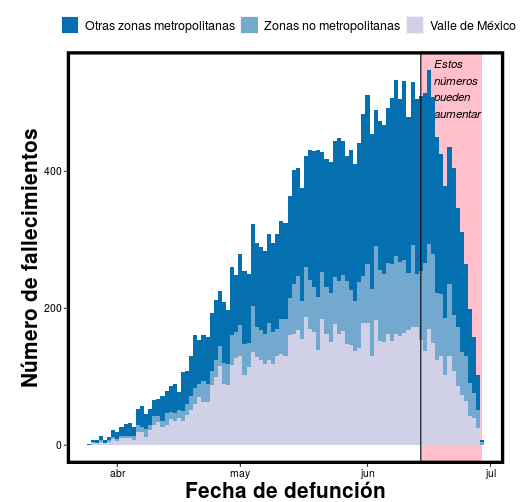 Otras zonas metropolitanas Zonas no metropolitanas Valle de México
Estos
números
pueden
aumentar
Número de fallecimientos
400
200
0
abr may jun jul
Fecha de defunción